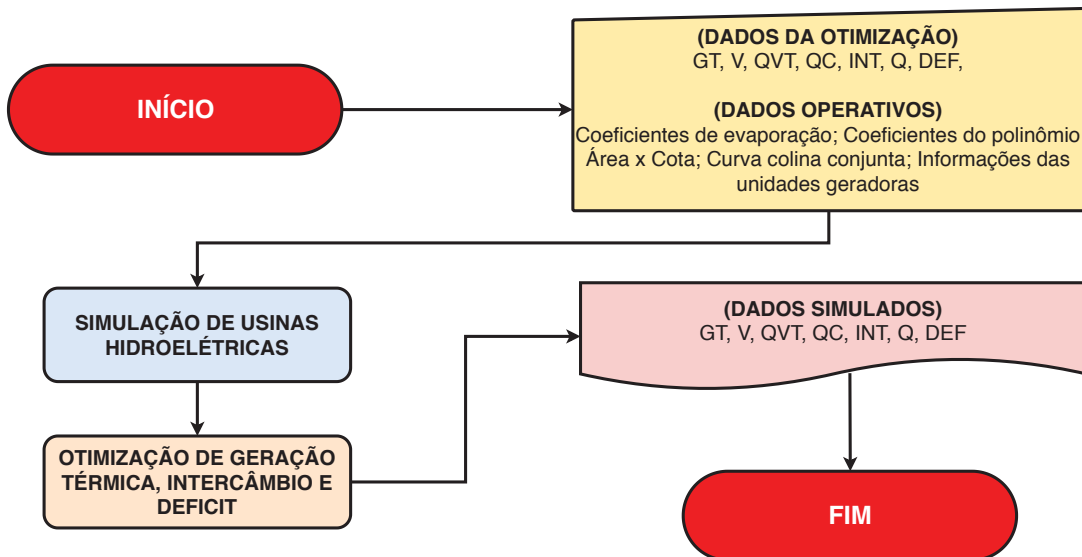 INÍCIO
(DADOS DA OTIMIZAÇÃO)
GT, V, QVT, QC, INT, Q, DEF,
(DADOS OPERATIVOS)
Coeficientes de evaporação; Coeficientes do polinômio
Área x Cota; Curva colina conjunta; Informações das
unidades geradoras
SIMULAÇÃO DE USINAS
HIDROELÉTRICAS
OTIMIZAÇÃO DE GERAÇÃO
TÉRMICA, INTERCÂMBIO E
DEFICIT
(DADOS SIMULADOS)
GT, V, QVT, QC, INT, Q, DEF
FIM